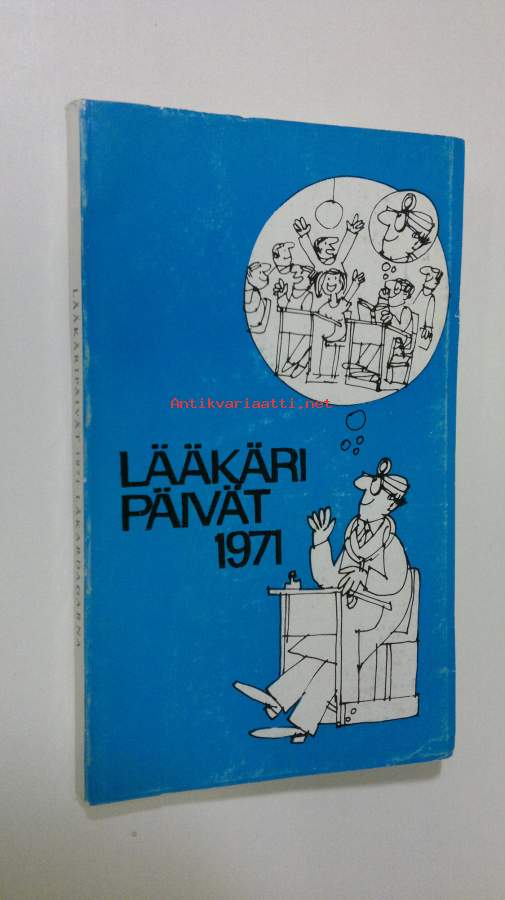 LÄÄKÄRIPÄIVÄT 1971 LÄKARDAGARNA
Antikvariaatti.net
LÄÄKÄRI
PÄIVÄT
1971